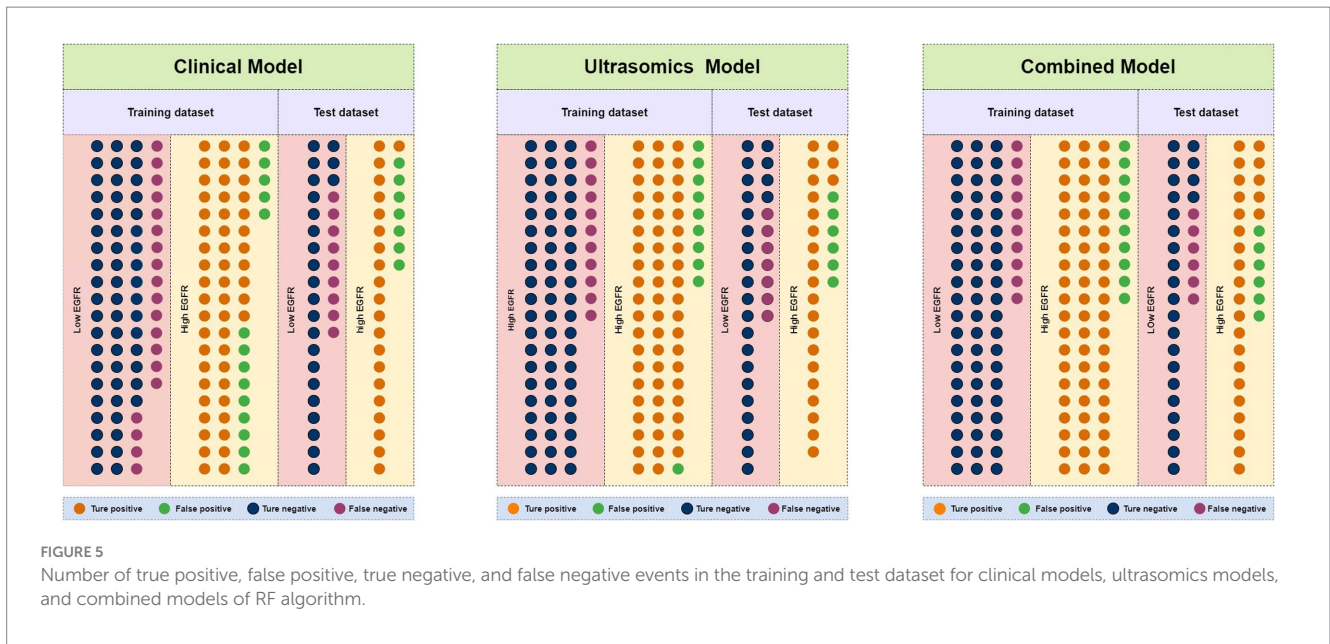 Clinical Model
Training dataset
Test dataset
Low EGFR
High EGFR
Low EGFR
high EGFR
Ture positive
False positive
Ture negative
False negative
Ultrasomics Model
Training dataset
Test dataset
High EGFR
High EGFR
Low EGFR
High EGFR
Ture positive
False positive
Ture negative
False negative
Combined Model
Training dataset
Test dataset
Low EGFR
High EGFR
LOw EGFR
High EGFR
Ture positive
False positive
Ture negative
False negative
FIGURE 5
Number of true positive, false positive, true negative, and false negative events in the training and test dataset for clinical models, ultrasomics models,
and combined models of RF algorithm.